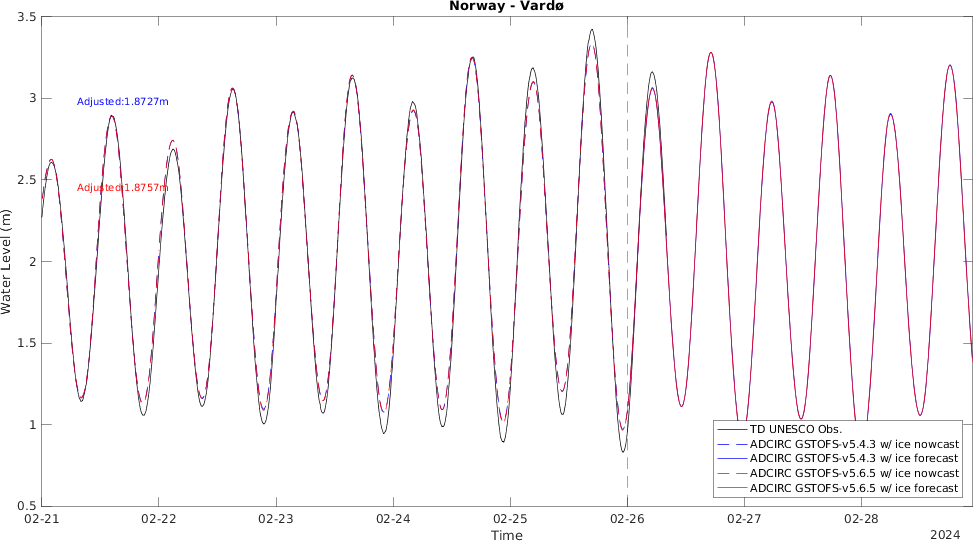 Norway - Vardø
3.5
3
2.5
2
1.5
1
0.5
Water Level (m)
Adjusted:1.8727m
Adjusted:1.8757m
TD UNESCO Obs.
ADCIRC GSTOFS-v5.4.3 w/ ice nowcast
ADCIRC GSTOFS-v5.4.3 w/ ice forecast
ADCIRC GSTOFS-v5.6.5 w/ ice nowcast
ADCIRC GSTOFS-v5.6.5 w/ ice forecast
02-21 02-22 02-23 02-24 02-25 02-26 02-27 02-28
Time
2024